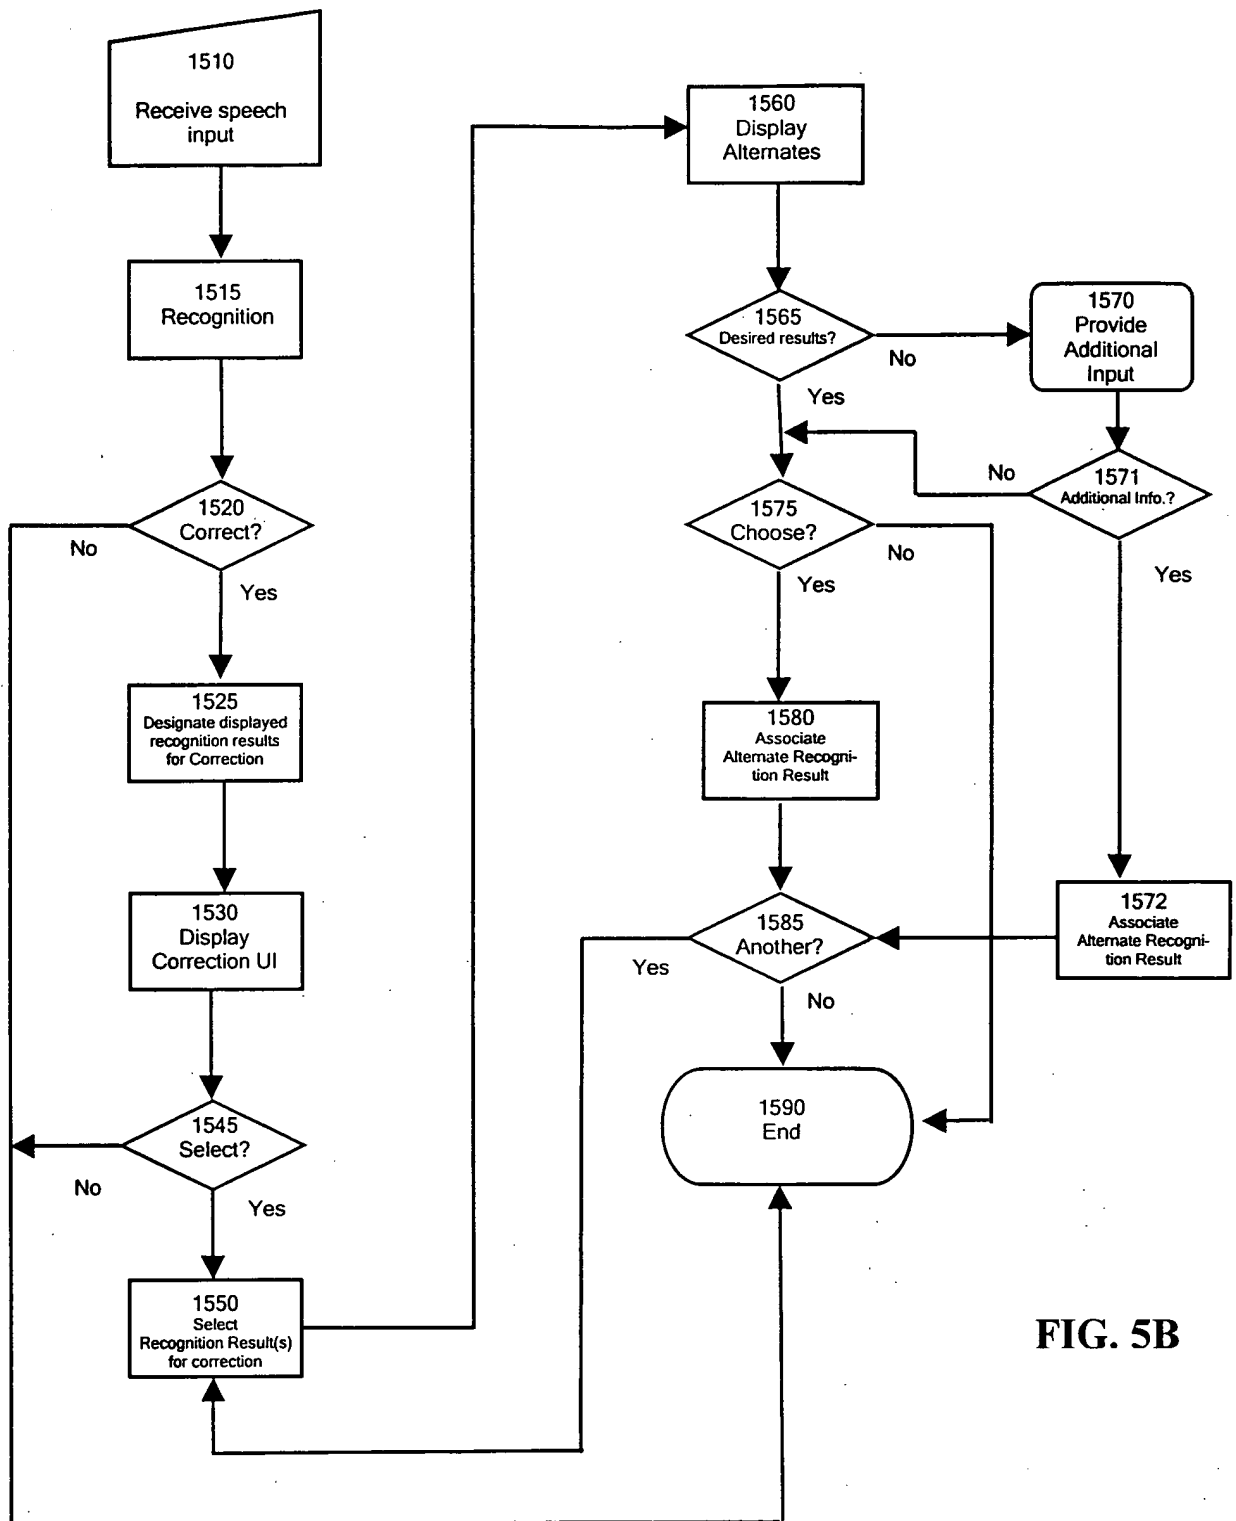 1510
Receive speech
input
1515
Recognition
1520
Correct?
No
Yes
1525
Designate displayed
recognition results
for Correction
1530
Display
Correction UI
1545
Select?
No
Yes
1550
Select
Recognition Result(s)
for correction
1560
Display
Alternates
1565
Desired results?
No
Yes
1570
Provide
Additional
Input
1571
Additional Info.?
No
Yes
1575
Choose?
No
Yes
1580
Associate
Alternate Recogni-
tion Result
1572
Associate
Alternate Recogni-
tion Result
1585
Another?
Yes
No
1590
End
FIG. 5B